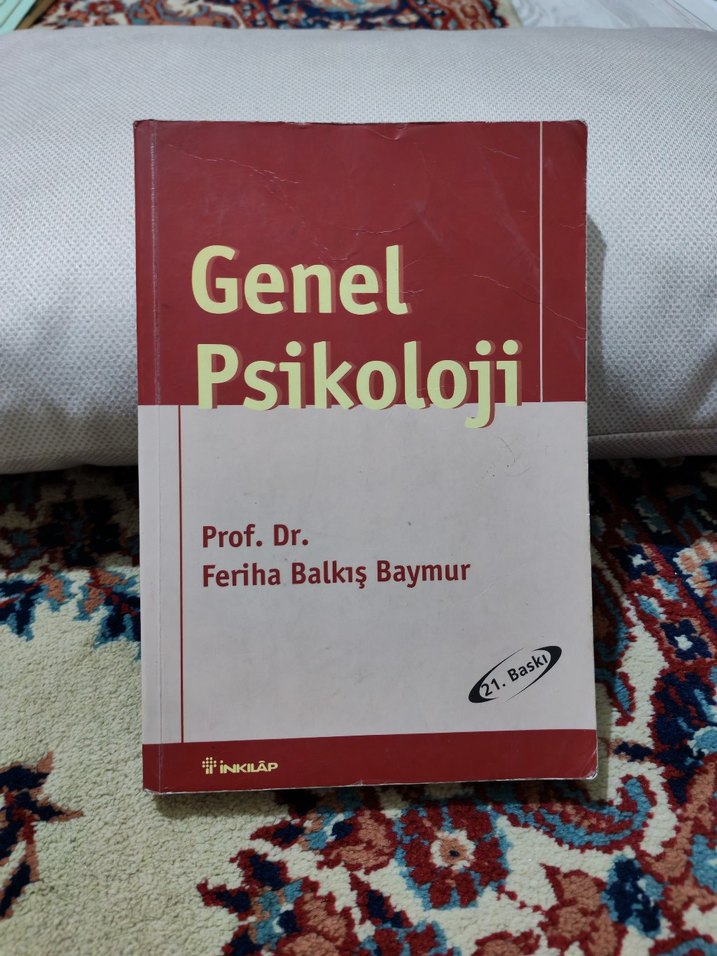 Genel
Psikoloji
Prof. Dr.
Feriha Balkış Baymur
21. Baskı
İNKILÂP